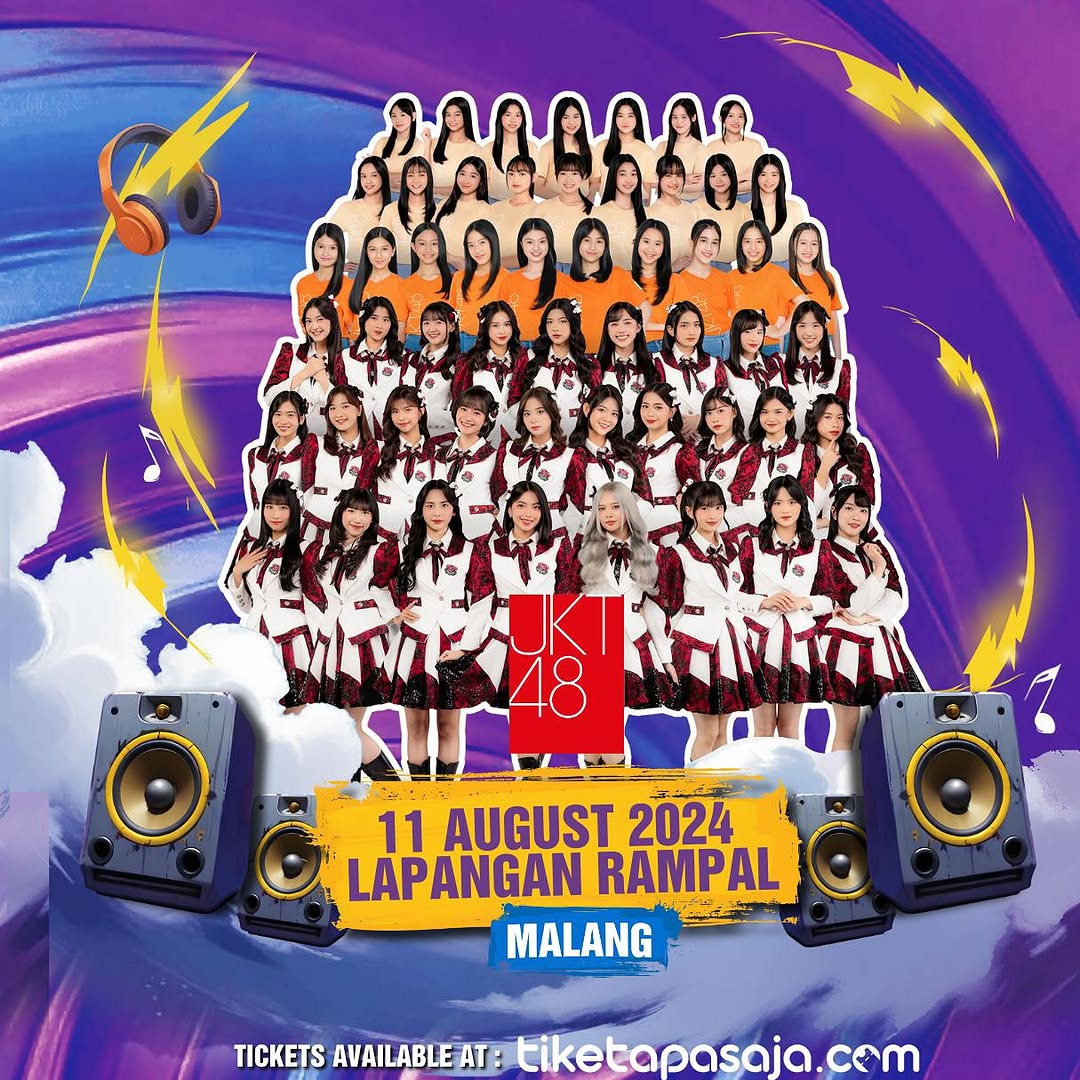 JKT
48
11 AUGUST 2024
LAPANGAN RAMPAL
MALANG
TICKETS AVAILABLE AT : tiketapasaja.com